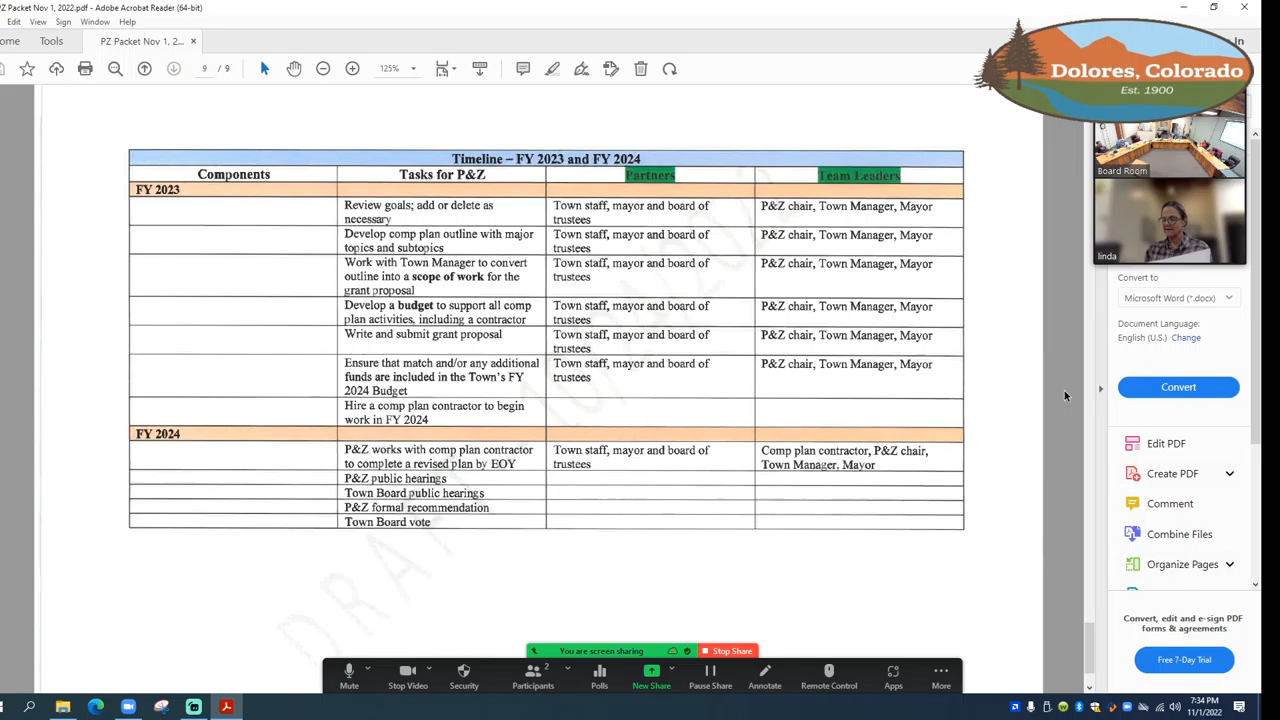 PZ Packet Nov 1, 2022.pdf - Adobe Acrobat Reader (64-bit)
Edit View Sign Window Help
ome Tools PZ Packet Nov 1, 2... × In
9 / 9 125%
Dolores, Colorado
Est. 1900
Board Room
linda
Timeline – FY 2023 and FY 2024
Components Tasks for P&Z Partners Team Leaders
FY 2023
Review goals; add or delete as necessary
Town staff, mayor and board of trustees
P&Z chair, Town Manager, Mayor
Develop comp plan outline with major topics and subtopics
Town staff, mayor and board of trustees
P&Z chair, Town Manager, Mayor
Work with Town Manager to convert outline into a scope of work for the grant proposal
Town staff, mayor and board of trustees
P&Z chair, Town Manager, Mayor
Develop a budget to support all comp plan activities, including a contractor
Town staff, mayor and board of trustees
P&Z chair, Town Manager, Mayor
Write and submit grant proposal
Town staff, mayor and board of trustees
P&Z chair, Town Manager, Mayor
Ensure that match and/or any additional funds are included in the Town's FY 2024 Budget
Town staff, mayor and board of trustees
P&Z chair, Town Manager, Mayor
Hire a comp plan contractor to begin work in FY 2024
FY 2024
P&Z works with comp plan contractor to complete a revised plan by EOY
Town staff, mayor and board of trustees
Comp plan contractor, P&Z chair, Town Manager, Mayor
P&Z public hearings
Town Board public hearings
P&Z formal recommendation
Town Board vote
Convert to
Microsoft Word (*.docx)
Document Language:
English (U.S.) Change
Convert
Edit PDF
Create PDF
Comment
Combine Files
Organize Pages
Convert, edit and e-sign PDF
forms & agreements
Free 7-Day Trial
You are screen sharing Stop Share
Mute Stop Video Security Participants 2 Polls New Share Pause Share Annotate Remote Control Apps More
7:34 PM
11/1/2022